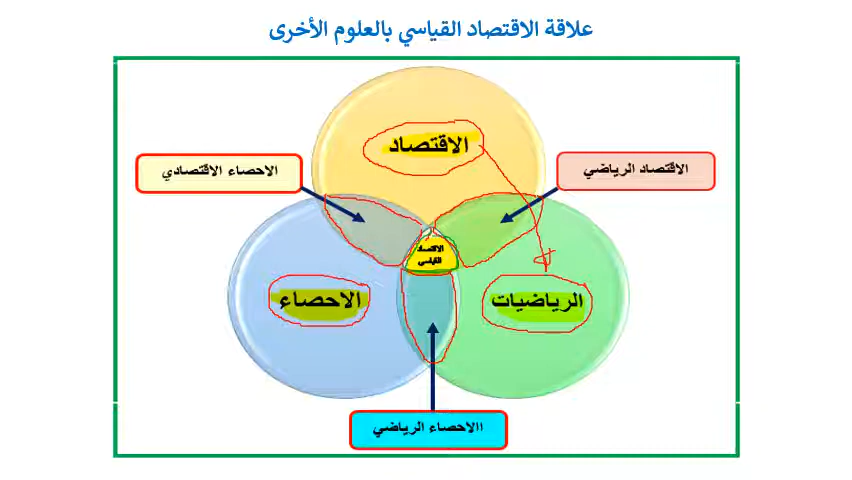 علاقة الاقتصاد القياسي بالعلوم الأخرى
الاقتصاد
الاقتصاد الرياضي
الاحصاء الاقتصادي
الاقتصاد
القياسي
الرياضيات
الاحصاء
االاحصاء الرياضي